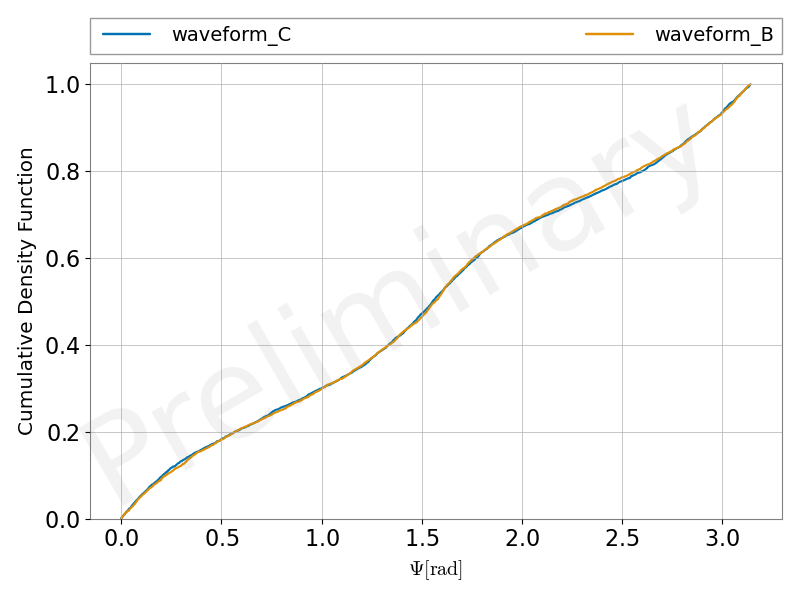 waveform_C waveform_B
Preliminary
Cumulative Density Function
1.0
0.8
0.6
0.4
0.2
0.0
0.0 0.5 1.0 1.5 2.0 2.5 3.0
Ψ[rad]